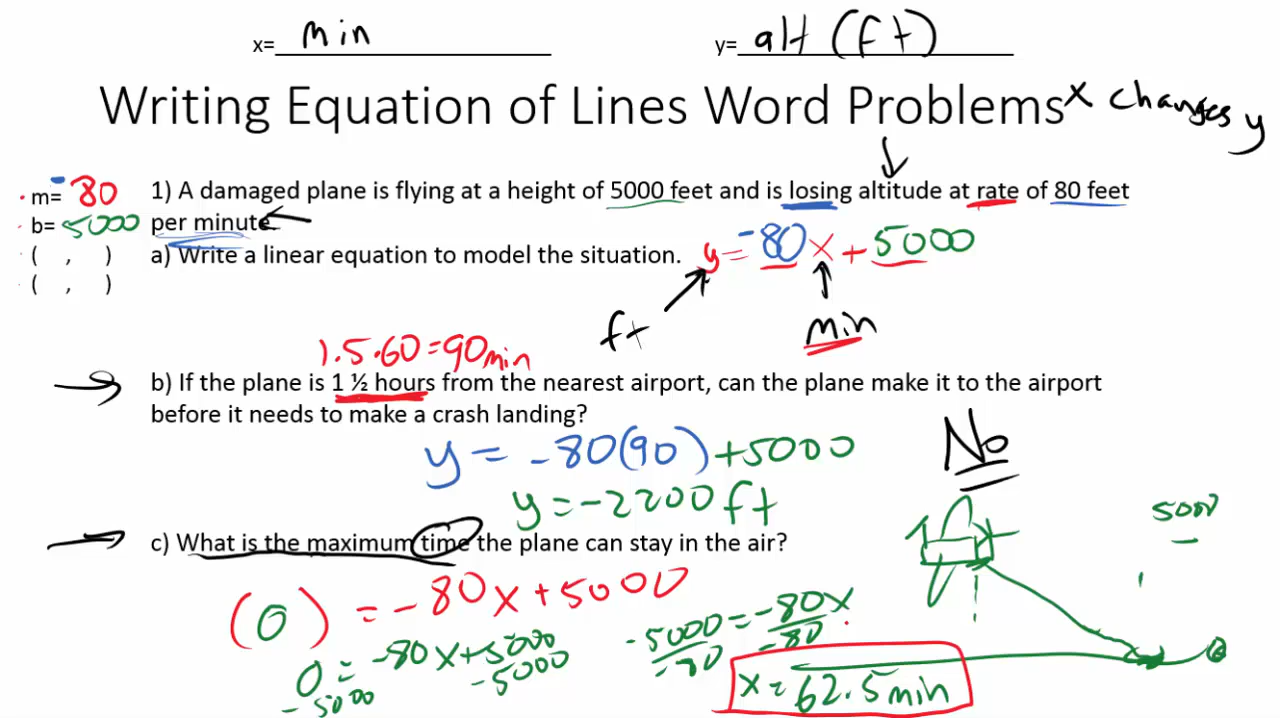 x= min y= alt (ft)
Writing Equation of Lines Word Problems x changes y
m= -80 1) A damaged plane is flying at a height of 5000 feet and is losing altitude at rate of 80 feet
b= 5000 per minute.
( , ) a) Write a linear equation to model the situation. y = -80x + 5000
( , )
ft min
1.5·60=90min
b) If the plane is 1 ½ hours from the nearest airport, can the plane make it to the airport
before it needs to make a crash landing?
y = -80(90)+5000 No
y=-2200ft
5000
c) What is the maximum time the plane can stay in the air?
(0) = -80x+5000
0 = -80x+5000
-5000 -5000
-5000 = -80x
-80 -80
x = 62.5min